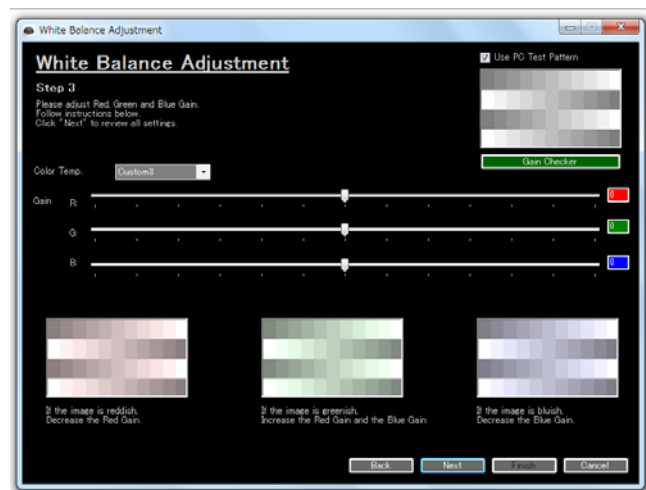 White Balance Adjustment
White Balance Adjustment
Use PC Test Pattern
Step 3
Please adjust Red, Green and Blue Gain.
Follow instructions below.
Click "Next" to review all settings.
Gain Checker
Color Temp.
Custom3
Gain
R
0
G
0
B
0
If the image is reddish,
Decrease the Red Gain.
If the image is greenish,
Increase the Red Gain and the Blue Gain
If the image is bluish,
Decrease the Blue Gain.
Back
Next
Finish
Cancel